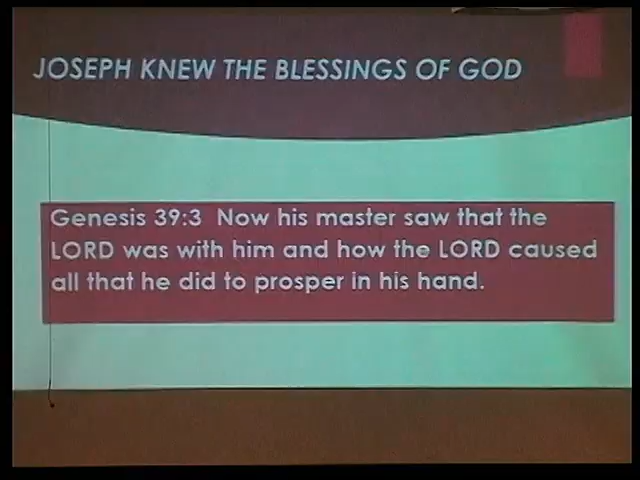 JOSEPH KNEW THE BLESSINGS OF GOD
Genesis 39:3 Now his master saw that the
LORD was with him and how the LORD caused
all that he did to prosper in his hand.